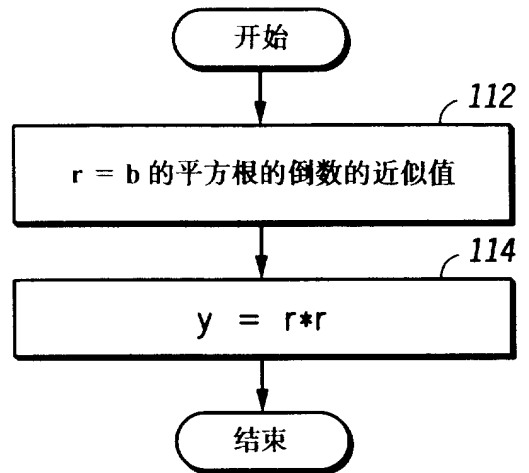 开始
112
r = b 的平方根的倒数的近似值
114
y = r*r
结束